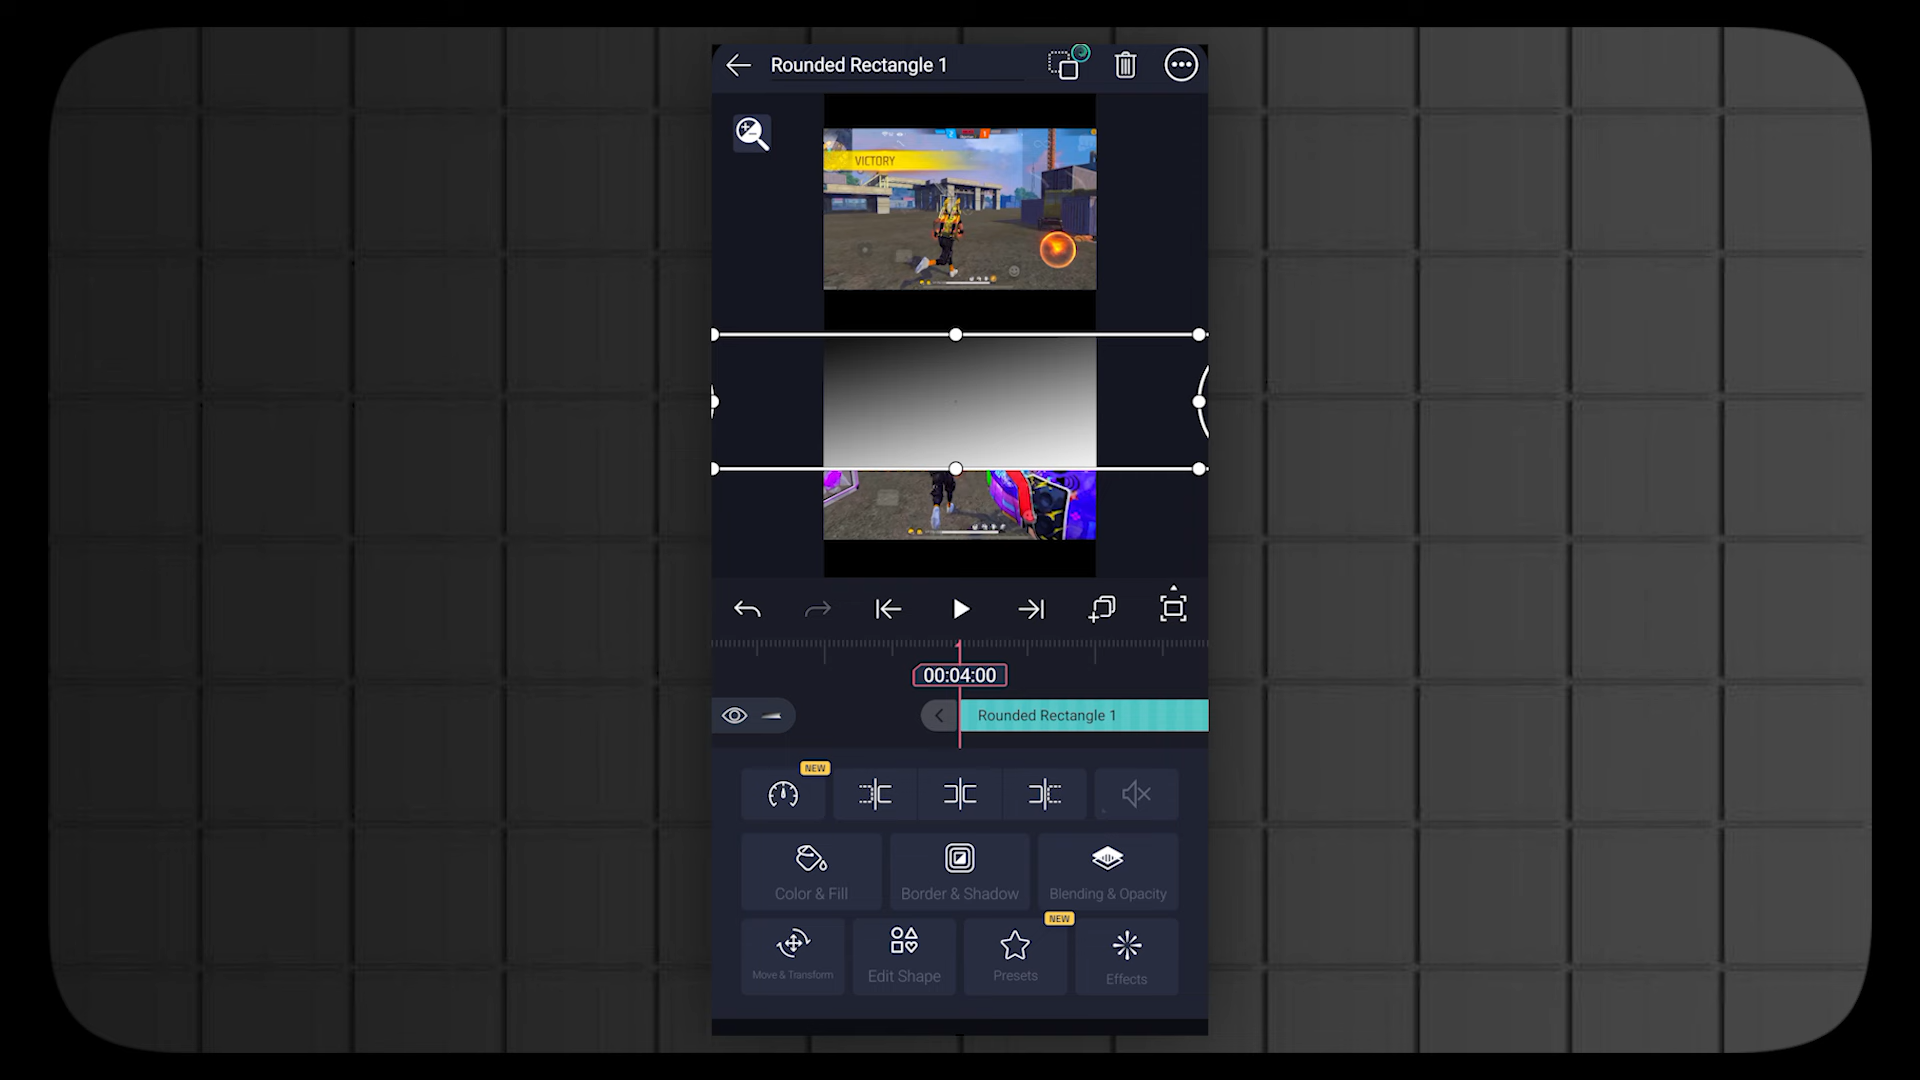 Rounded Rectangle 1
VICTORY
00:04:00
Rounded Rectangle 1
NEW
Color & Fill
Border & Shadow
Blending & Opacity
NEW
Move & Transform
Edit Shape
Presets
Effects